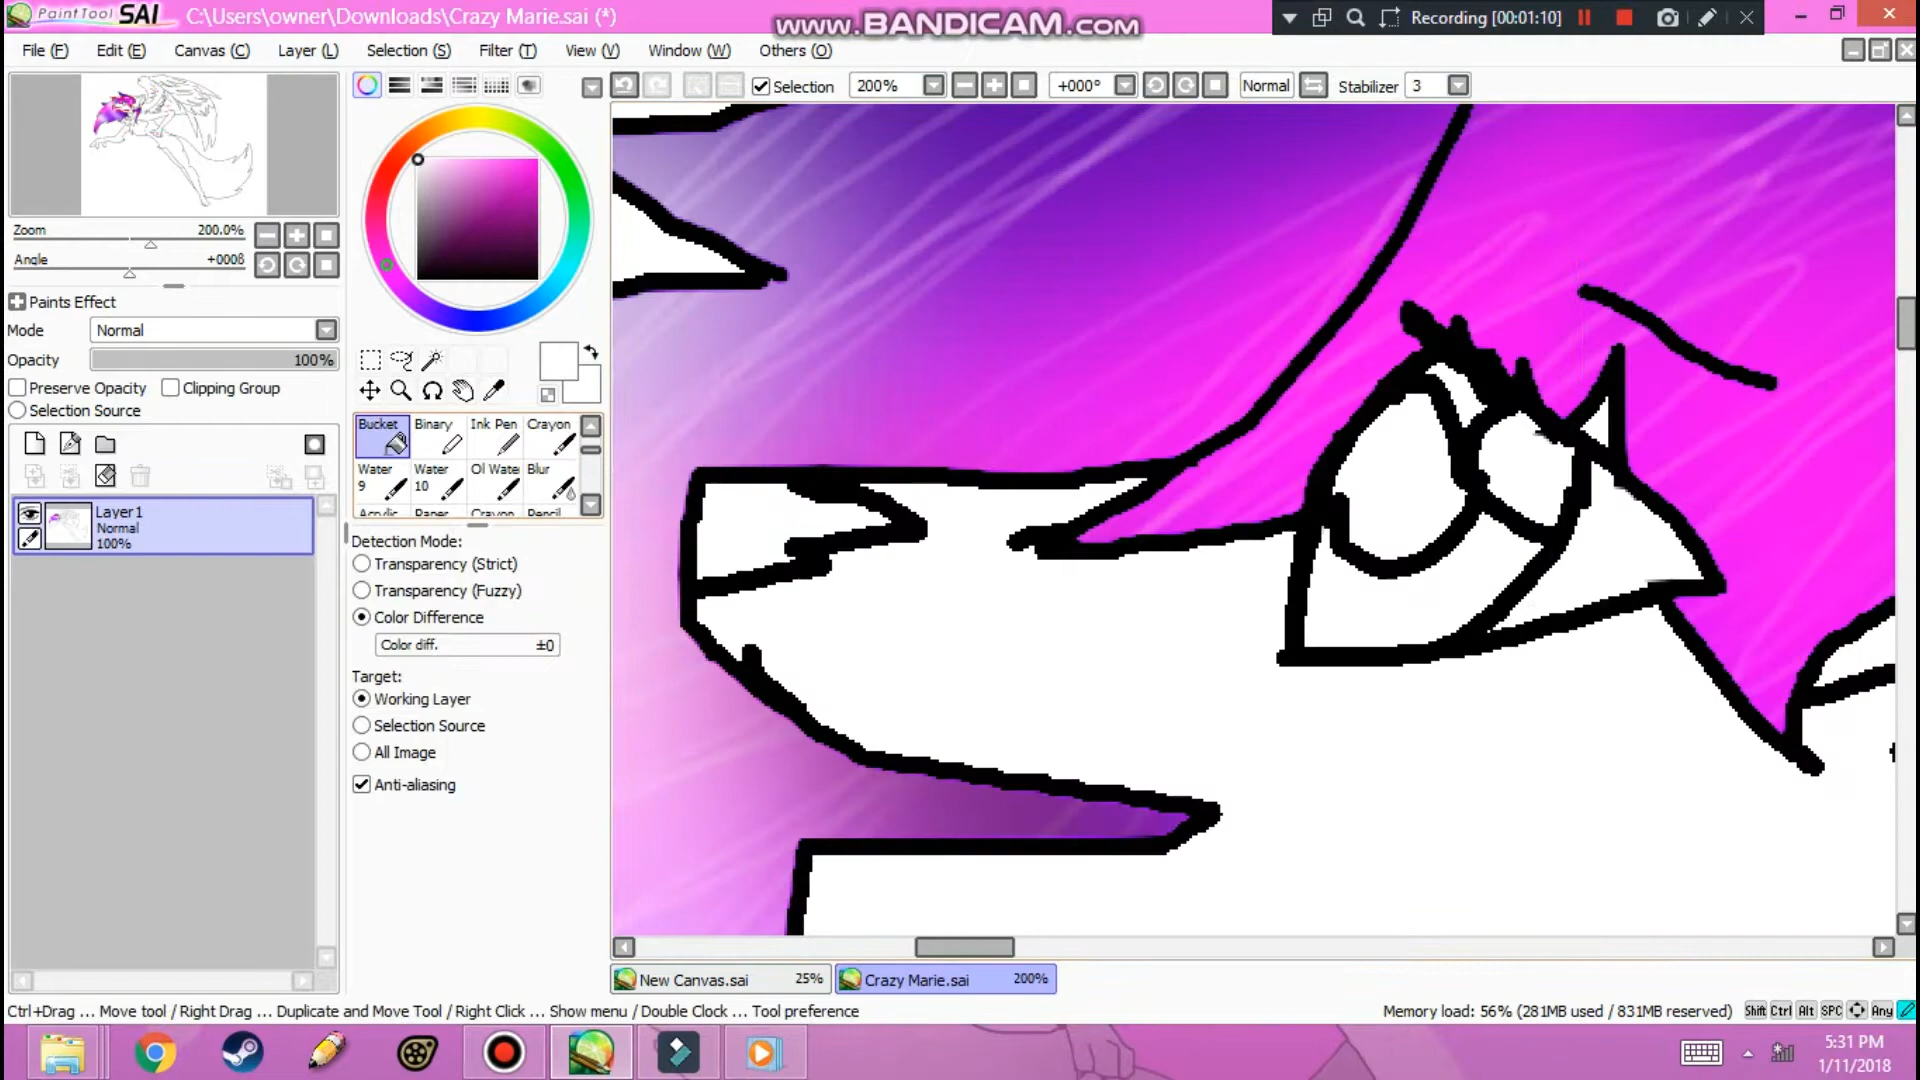 PaintTool SAI C:\Users\owner\Downloads\Crazy Marie.sai (*)
www.BANDICAM.com
Recording [00:01:10]
File (F) Edit (E) Canvas (C) Layer (L) Selection (S) Filter (T) View (V) Window (W) Others (O)
Selection 200% +000° Normal Stabilizer 3
Zoom 200.0%
Angle +0008
Paints Effect
Mode Normal
Opacity 100%
Preserve Opacity Clipping Group
Selection Source
Layer1
Normal
100%
Bucket Binary Ink Pen Crayon
Water 9 Water 10 Ol Water Blur
Acrylic Paper Crayon Pencil
Detection Mode:
Transparency (Strict)
Transparency (Fuzzy)
Color Difference
Color diff. ±0
Target:
Working Layer
Selection Source
All Image
Anti-aliasing
New Canvas.sai 25% Crazy Marie.sai 200%
Ctrl+Drag ... Move tool / Right Drag ... Duplicate and Move Tool / Right Click ... Show menu / Double Clock ... Tool preference
Memory load: 56% (281MB used / 831MB reserved) Shift Ctrl Alt SPC Any
5:31 PM
1/11/2018